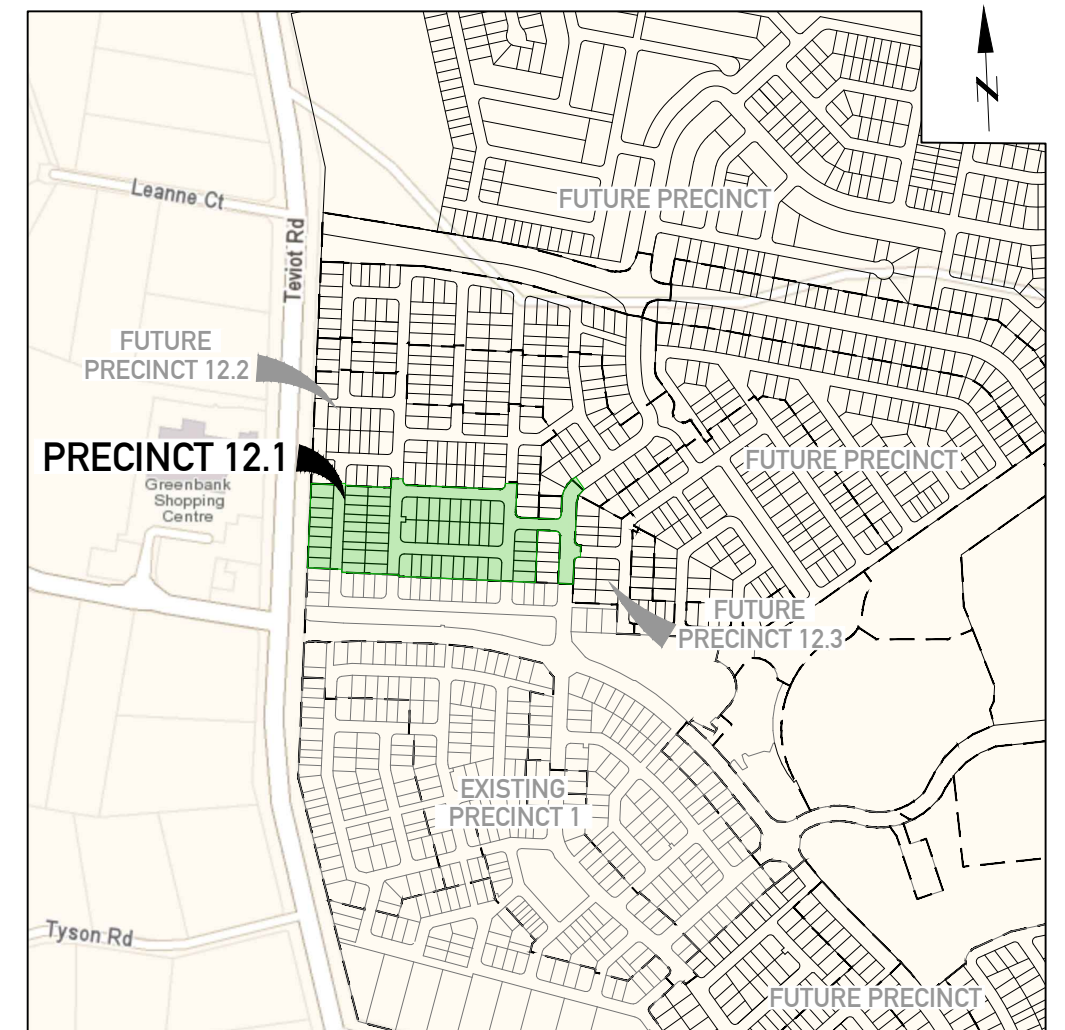 N
Leanne Ct
Teviot Rd
FUTURE PRECINCT
FUTURE
PRECINCT 12.2
PRECINCT 12.1
FUTURE PRECINCT
Greenbank
Shopping
Centre
FUTURE
PRECINCT 12.3
EXISTING
PRECINCT 1
Tyson Rd
FUTURE PRECINCT